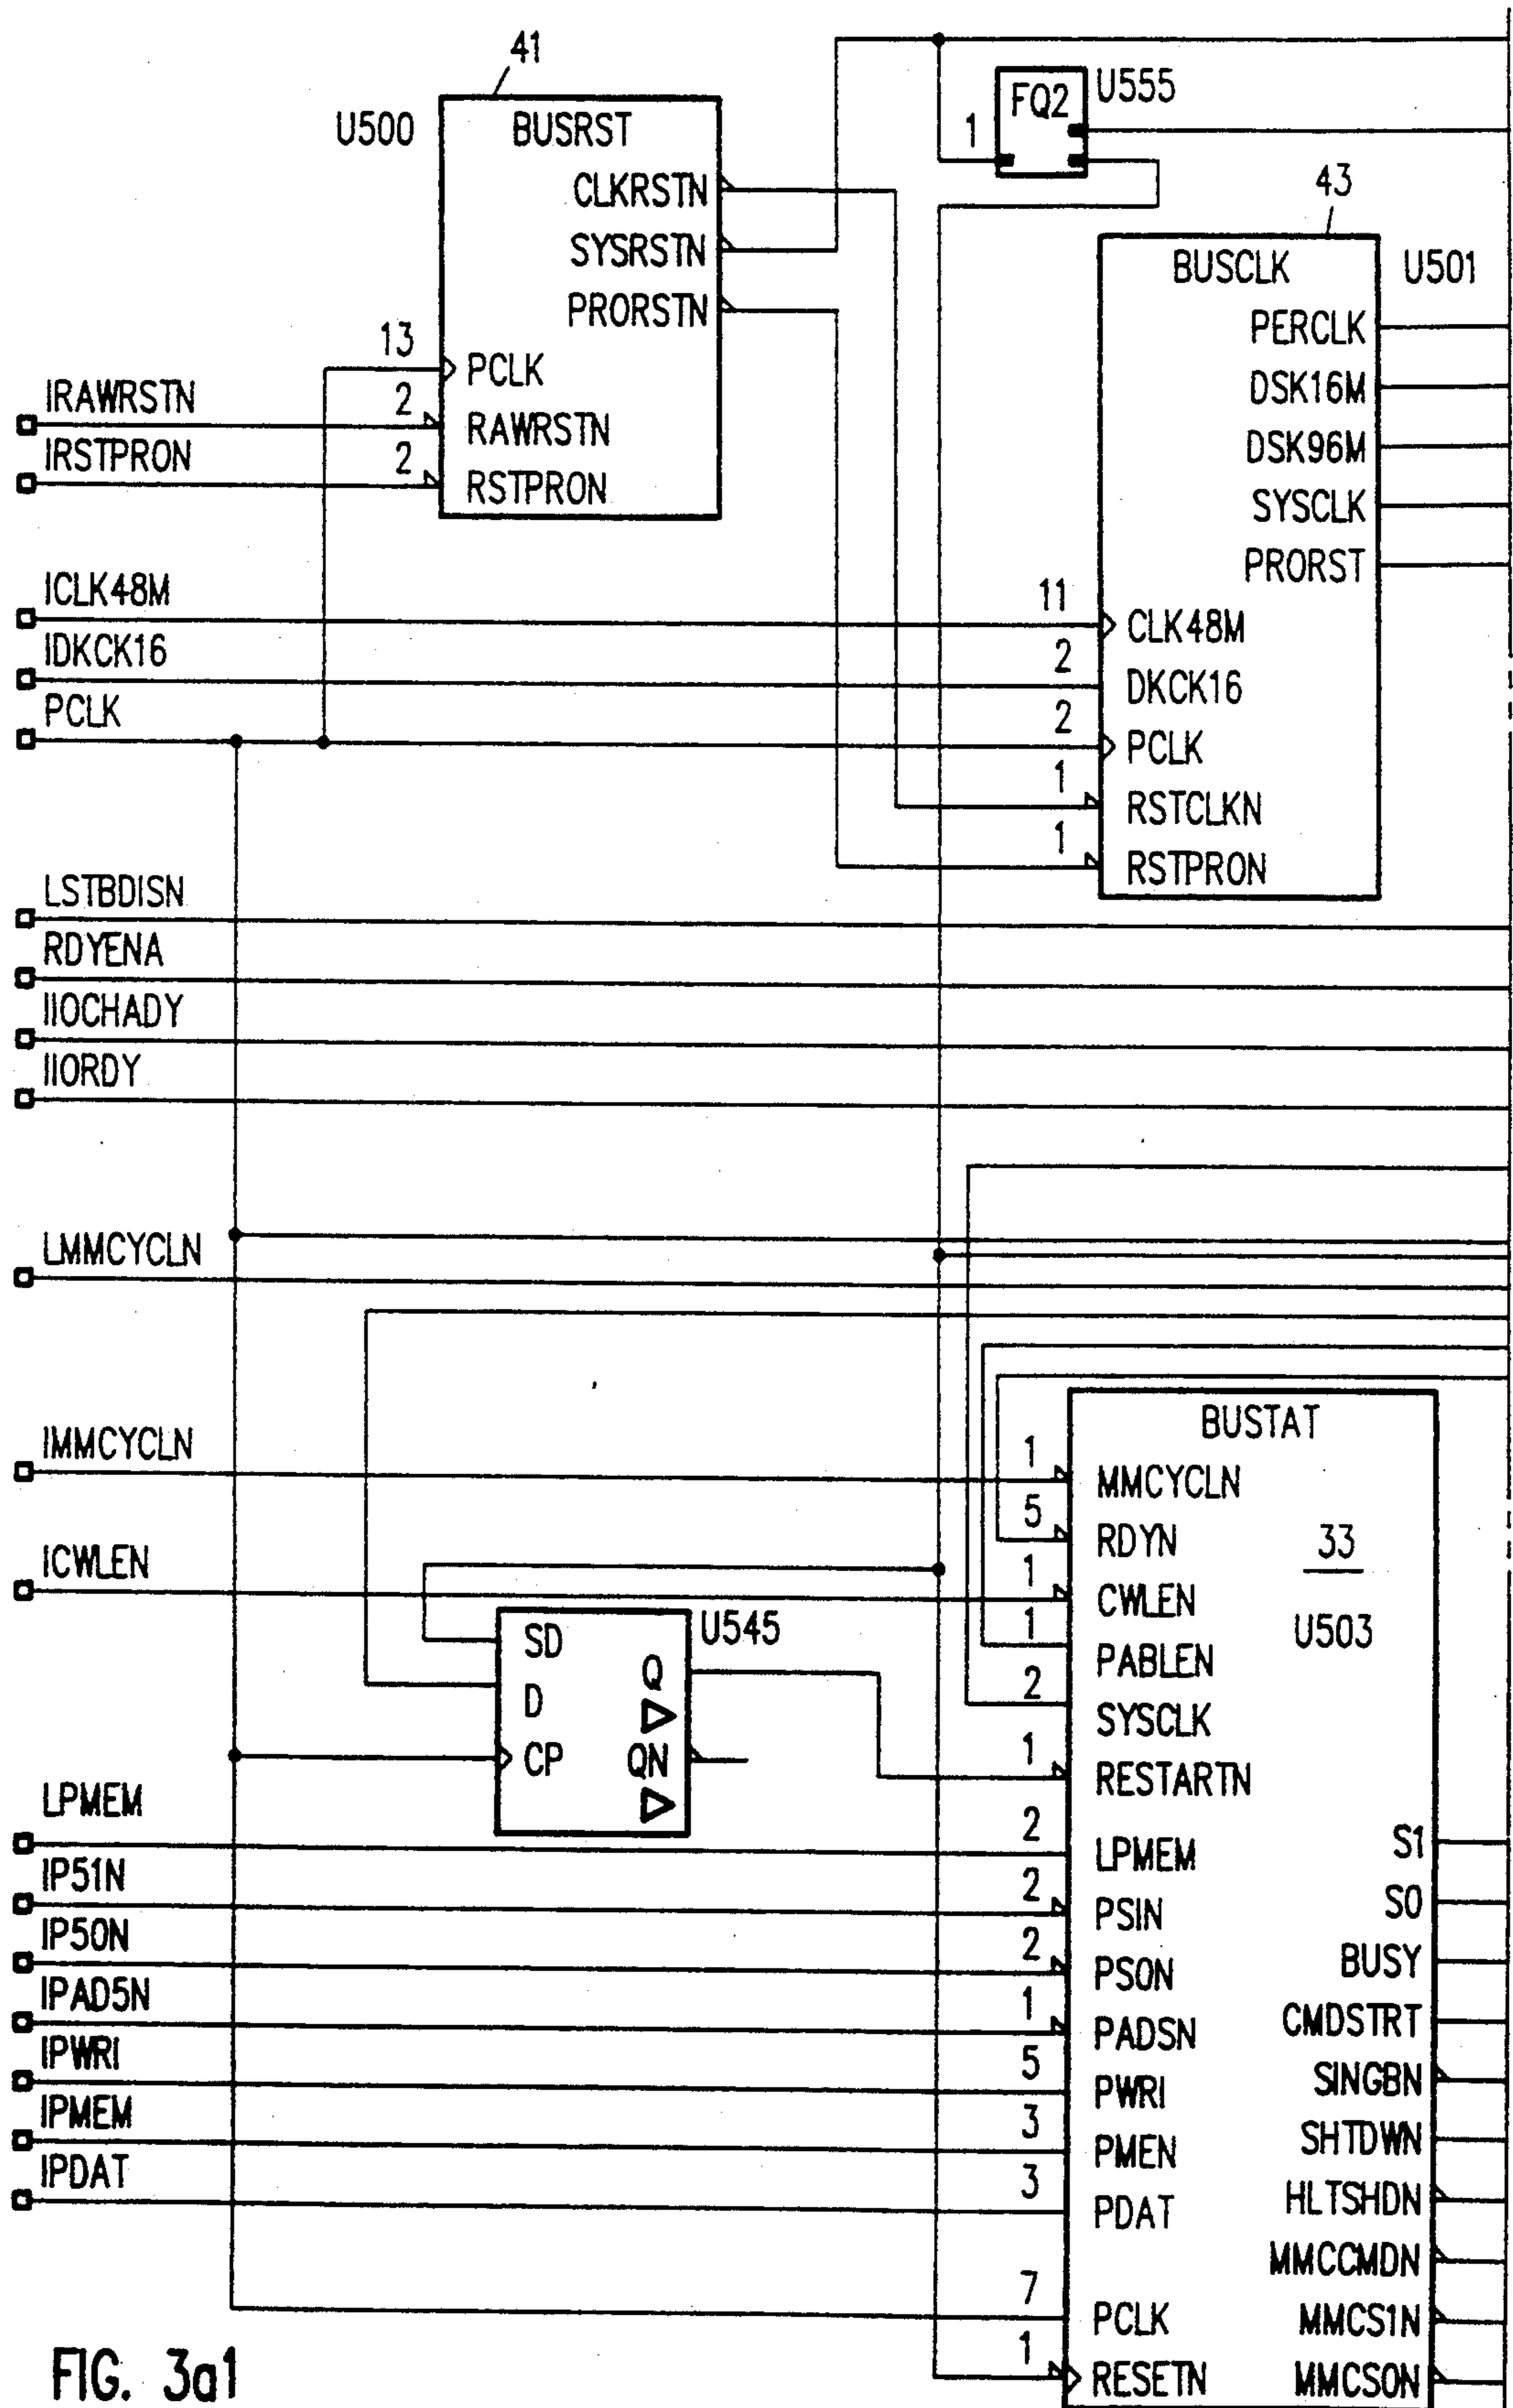 41
U500
BUSRST
CLKRSTN
SYSRSTN
PRORSTN
13
PCLK
2
RAWRSTN
2
RSTPRON
1
FQ2
U555
43
BUSCLK
U501
PERCLK
DSK16M
DSK96M
SYSCLK
PRORST
11
CLK48M
2
DKCK16
2
PCLK
1
RSTCLKN
1
RSTPRON
IRAWRSTN
IRSTPRON
ICLK48M
IDKCK16
PCLK
LSTBDISN
RDYENA
IIOCHADY
IIORDY
LMMCYCLN
IMMCYCLN
ICWLEN
SD
D
CP
Q
QN
U545
LPMEM
IP51N
IP50N
IPAD5N
IPWRI
IPMEM
IPDAT
BUSTAT
33
U503
1
MMCYCLN
5
RDYN
1
CWLEN
1
PABLEN
2
SYSCLK
1
RESTARTN
2
LPMEM
2
PSIN
2
PSON
1
PADSN
5
PWRI
3
PMEN
3
PDAT
7
PCLK
1
RESETN
S1
S0
BUSY
CMDSTRT
SINGBN
SHTDWN
HLTSHDN
MMCCMDN
MMCS1N
MMCSON
FIG. 3a1